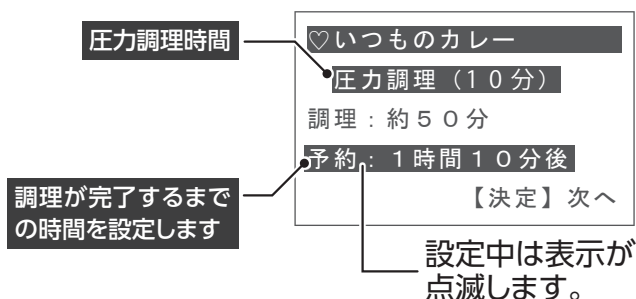 圧力調理時間
♡いつものカレー
圧力調理（10分）
調理：約50分
予約：1時間10分後
【決定】次へ
調理が完了するまで
の時間を設定します
設定中は表示が
点滅します。